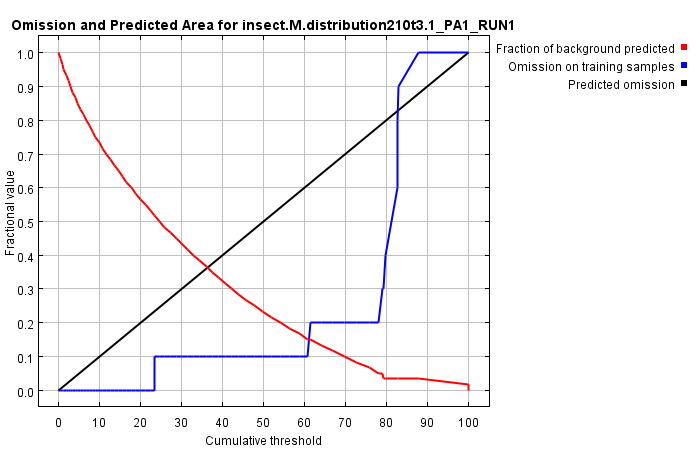 Omission and Predicted Area for insect.M.distribution210t3.1_PA1_RUN1
Fraction of background predicted
Omission on training samples
Predicted omission
Fractional value
1.0
0.9
0.8
0.7
0.6
0.5
0.4
0.3
0.2
0.1
0.0
0 10 20 30 40 50 60 70 80 90 100
Cumulative threshold